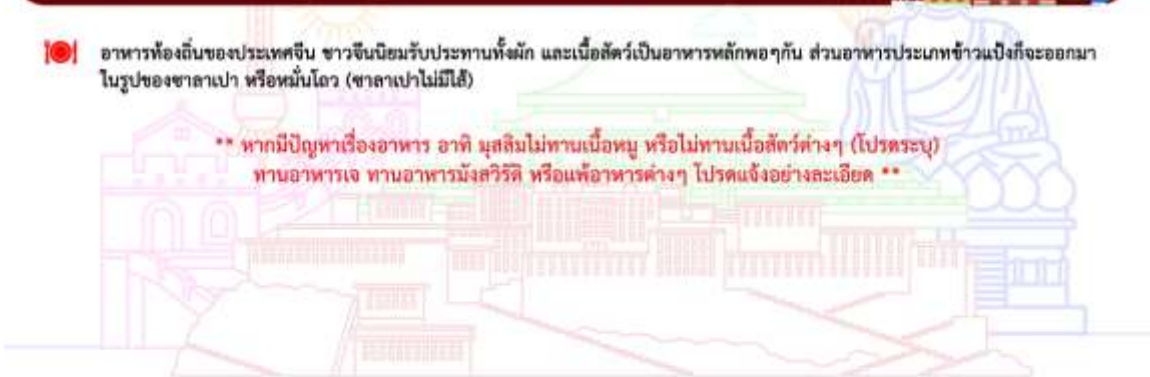 อาหารท้องถิ่นของประเทศจีน ชาวจีนนิยมรับประทานทั้งผัก และเนื้อสัตว์เป็นอาหารหลักพอๆกัน ส่วนอาหารประเภทข้าวแป้งก็จะออกมา
ในรูปของซาลาเปา หรือหมั่นโถว (ซาลาเปาไม่มีไส้)
** หากมีปัญหาเรื่องอาหาร อาทิ มุสลิมไม่ทานเนื้อหมู หรือไม่ทานเนื้อสัตว์ต่างๆ (โปรดระบุ)
ทานอาหารเจ ทานอาหารมังสวิรัติ หรือแพ้อาหารต่างๆ โปรดแจ้งอย่างละเอียด **